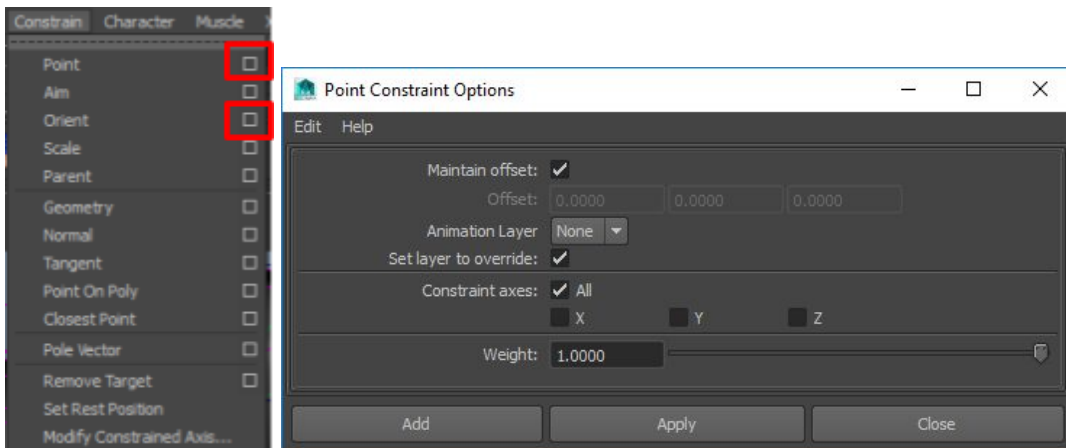 Constrain Character Muscle
Point
Aim
Orient
Scale
Parent
Geometry
Normal
Tangent
Point On Poly
Closest Point
Pole Vector
Remove Target
Set Rest Position
Modify Constrained Axis...
Point Constraint Options
Edit Help
Maintain offset:
Offset: 0.0000 0.0000 0.0000
Animation Layer None
Set layer to override:
Constraint axes: All
X Y Z
Weight: 1.0000
Add Apply Close